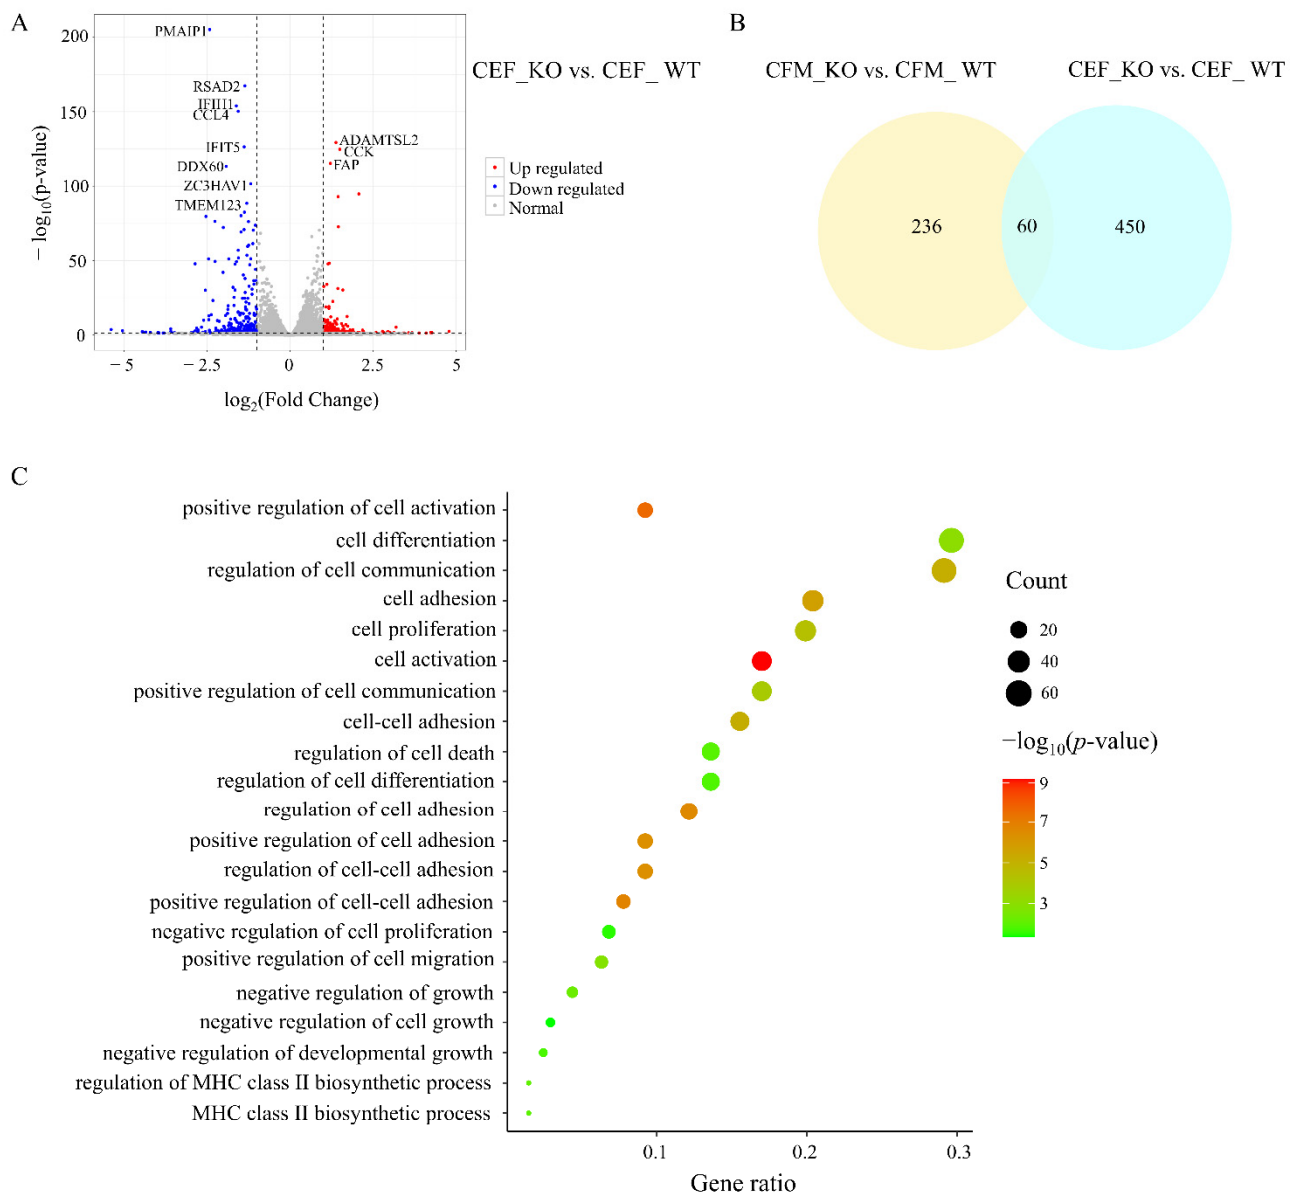 A
200
150
100
50
0
− log10(p-value)
PMAIP1
RSAD2
IFIH1
CCL4
IFIT5
DDX60
ZC3HAV1
TMEM123
ADAMTSL2
CCK
FAP
− 5
− 2.5
0
2.5
5
log2(Fold Change)
CEF_KO vs. CEF_ WT
Up regulated
Down regulated
Normal
B
CFM_KO vs. CFM_ WT
CEF_KO vs. CEF_ WT
236
60
450
C
positive regulation of cell activation
cell differentiation
regulation of cell communication
cell adhesion
cell proliferation
cell activation
positive regulation of cell communication
cell-cell adhesion
regulation of cell death
regulation of cell differentiation
regulation of cell adhesion
positive regulation of cell adhesion
regulation of cell-cell adhesion
positive regulation of cell-cell adhesion
negative regulation of cell proliferation
positive regulation of cell migration
negative regulation of growth
negative regulation of cell growth
negative regulation of developmental growth
regulation of MHC class II biosynthetic process
MHC class II biosynthetic process
0.1
0.2
0.3
Gene ratio
Count
20
40
60
−log10(p-value)
9
7
5
3